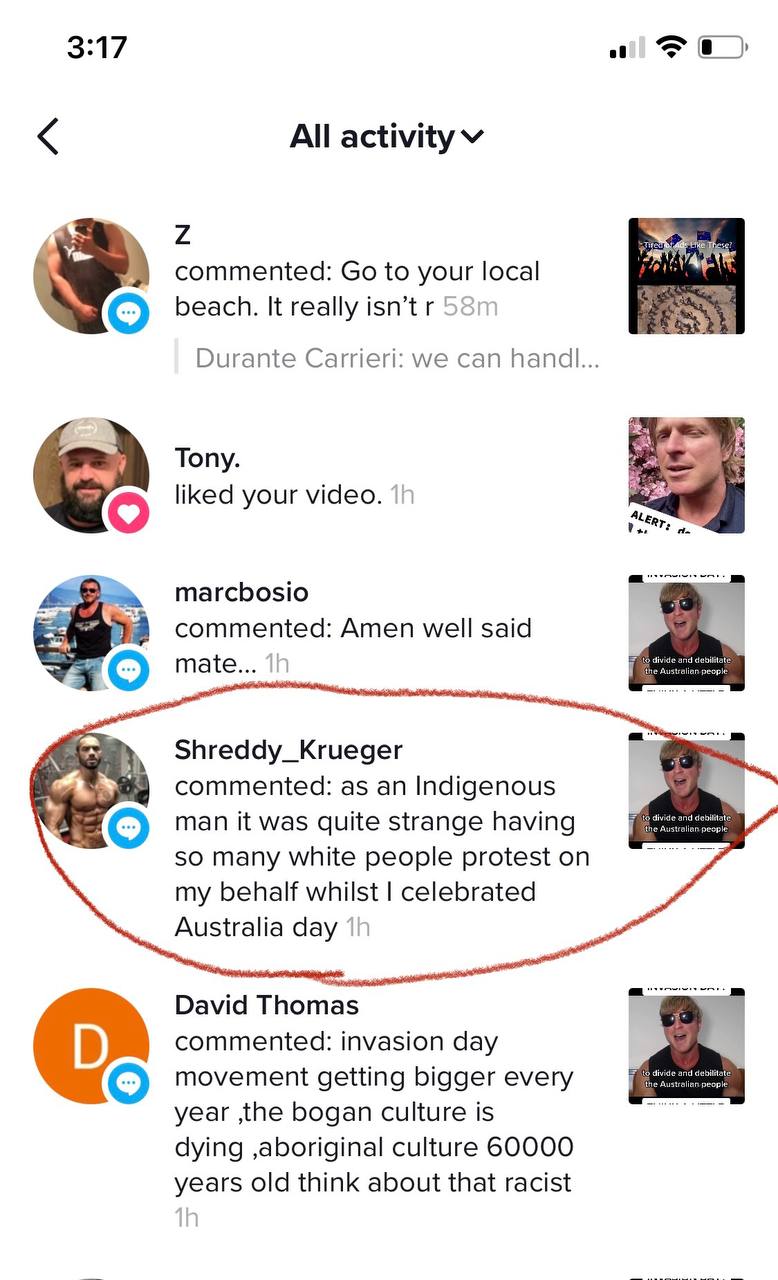 3:17
All activity
Z
commented: Go to your local
beach. It really isn’t r 58m
Tired of Ads Like These?
Durante Carrieri: we can handl...
Tony.
liked your video. 1h
ALERT:
marcbosio
commented: Amen well said
mate... 1h
INVASION DAY?
to divide and debilitate
the Australian people
Shreddy_Krueger
commented: as an Indigenous
man it was quite strange having
so many white people protest on
my behalf whilst I celebrated
Australia day 1h
to divide and debilitate
the Australian people
D
David Thomas
commented: invasion day
movement getting bigger every
year ,the bogan culture is
dying ,aboriginal culture 60000
years old think about that racist
1h
INVASION DAY?
to divide and debilitate
the Australian people